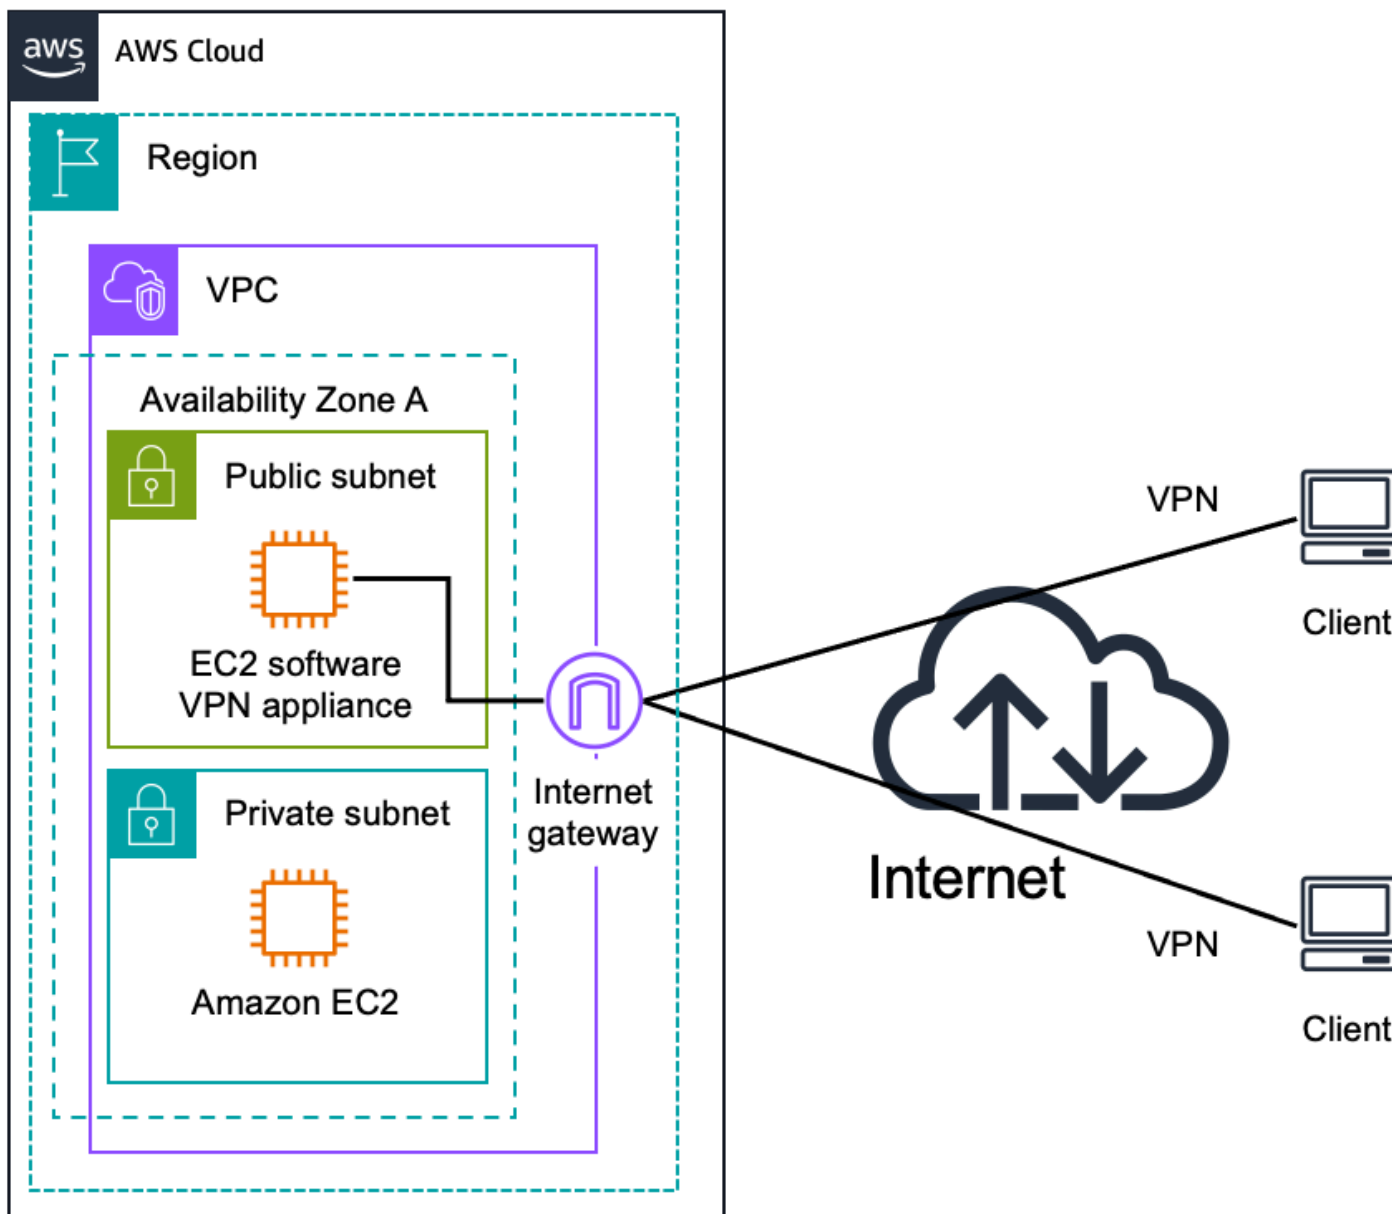 aws
AWS Cloud
Region
VPC
Availability Zone A
Public subnet
EC2 software
VPN appliance
Private subnet
Amazon EC2
Internet
gateway
VPN
Client
Internet
VPN
Client